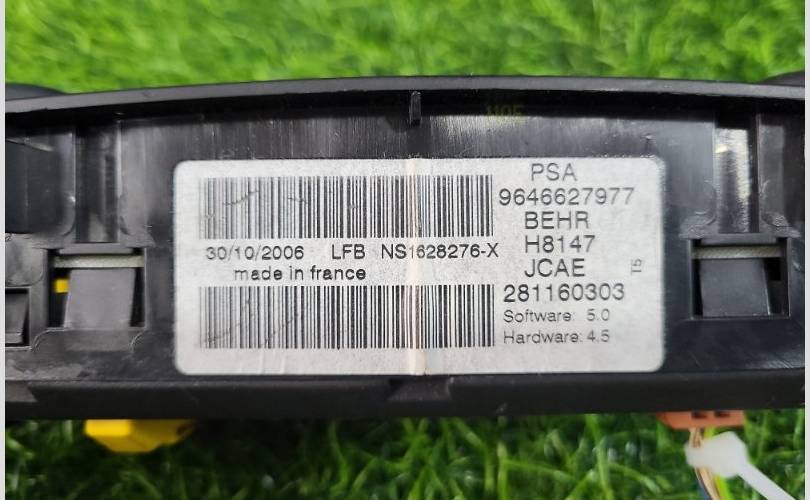 PSA
9646627977
BEHR
H8147
JCAE
281160303
Software: 5.0
Hardware: 4.5
T5
30/10/2006 LFB NS1628276-X
made in france